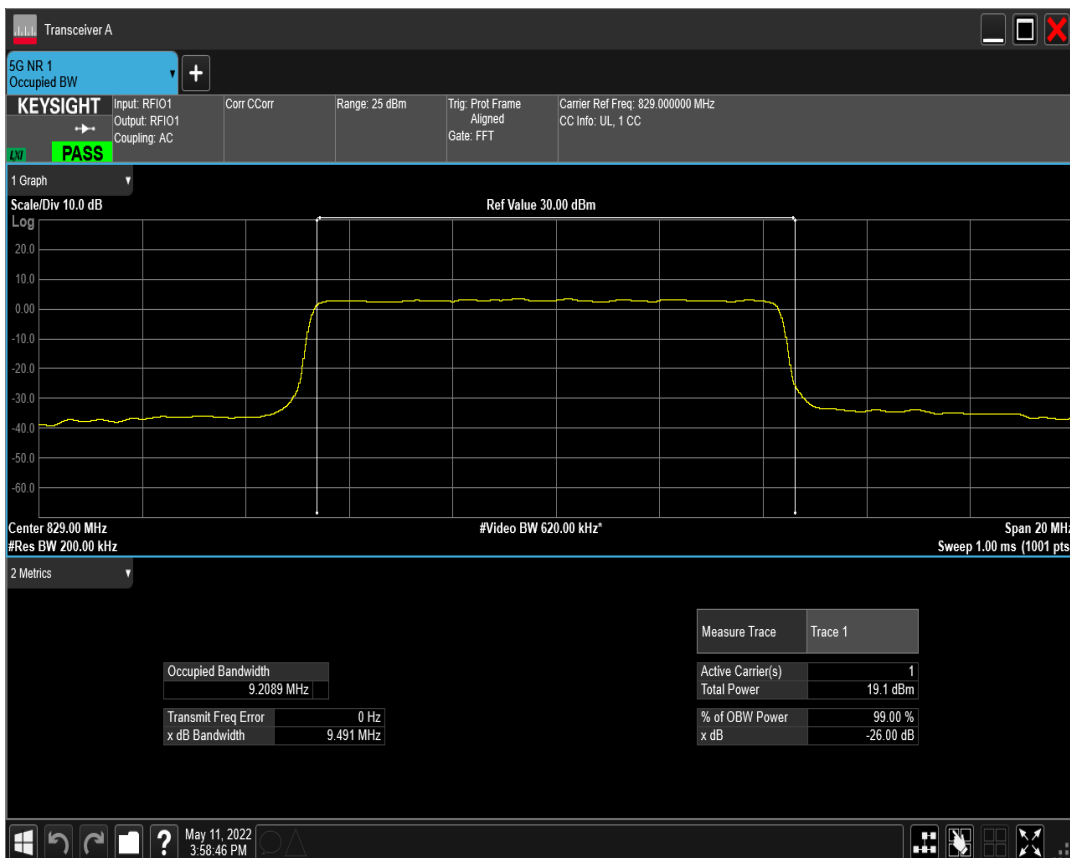 Transceiver A
5G NR 1
Occupied BW
KEYSIGHT
LXI
PASS
Input: RFIO1
Output: RFIO1
Coupling: AC
Corr CCorr
Range: 25 dBm
Trig: Prot Frame
Aligned
Gate: FFT
Carrier Ref Freq: 829.000000 MHz
CC Info: UL, 1 CC
1 Graph
Scale/Div 10.0 dB
Ref Value 30.00 dBm
Log
20.0
10.0
0.00
-10.0
-20.0
-30.0
-40.0
-50.0
-60.0
Center 829.00 MHz
#Video BW 620.00 kHz*
Span 20 MHz
#Res BW 200.00 kHz
Sweep 1.00 ms (1001 pts
2 Metrics
Measure Trace Trace 1
Occupied Bandwidth
9.2089 MHz
Active Carrier(s) 1
Total Power 19.1 dBm
Transmit Freq Error 0 Hz
x dB Bandwidth 9.491 MHz
% of OBW Power 99.00 %
x dB -26.00 dB
?
May 11, 2022
3:58:46 PM